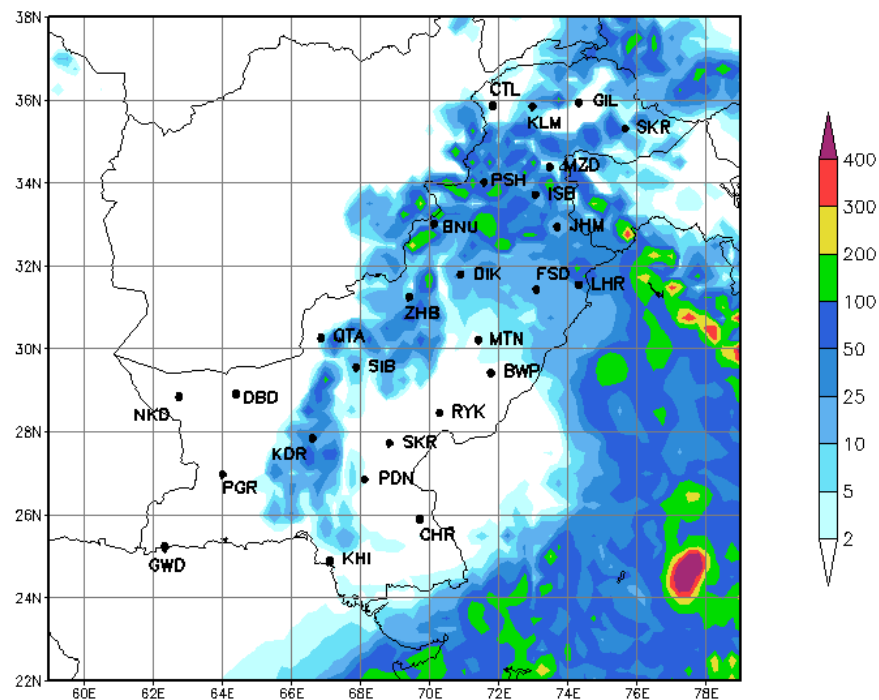 38N
36N
34N
32N
30N
28N
26N
24N
22N
60E
62E
64E
66E
68E
70E
72E
74E
76E
78E
CTL
GIL
KLM
SKR
MZD
PSH
ISB
BNU
JHM
DIK
FSD
LHR
ZHB
QTA
MTN
SIB
BWP
DBD
NKD
RYK
SKR
KDR
PDN
PGR
CHR
KHI
GWD
400
300
200
100
50
25
10
5
2